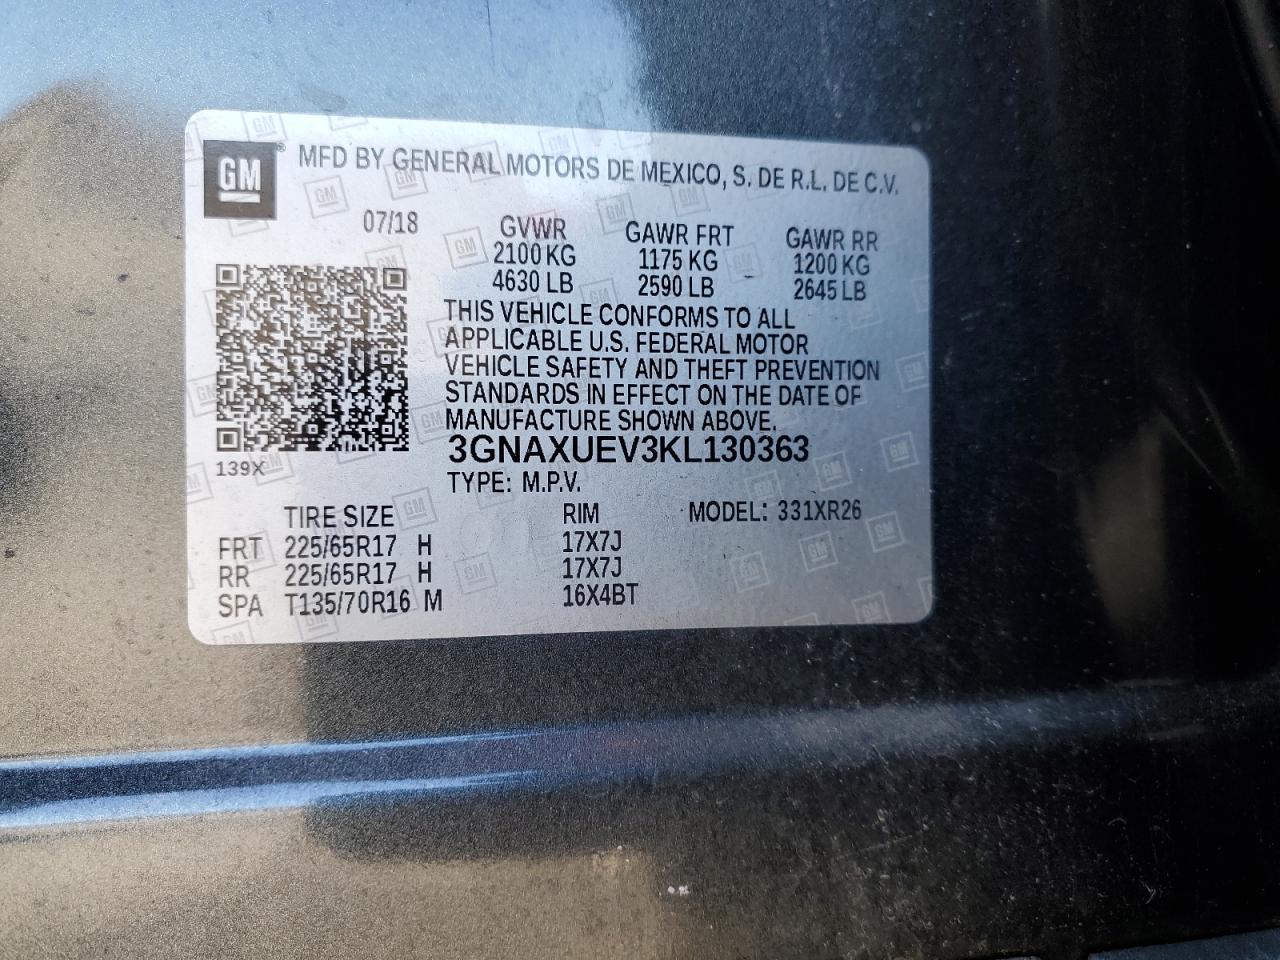 GM® MFD BY GENERAL MOTORS DE MEXICO, S. DE R.L. DE C.V.
07/18
GVWR GAWR FRT GAWR RR
2100 KG 1175 KG 1200 KG
4630 LB 2590 LB 2645 LB
THIS VEHICLE CONFORMS TO ALL
APPLICABLE U.S. FEDERAL MOTOR
VEHICLE SAFETY AND THEFT PREVENTION
STANDARDS IN EFFECT ON THE DATE OF
MANUFACTURE SHOWN ABOVE.
3GNAXUEV3KL130363
139X
TYPE: M.P.V.
TIRE SIZE RIM MODEL: 331XR26
FRT 225/65R17 H 17X7J
RR 225/65R17 H 17X7J
SPA T135/70R16 M 16X4BT